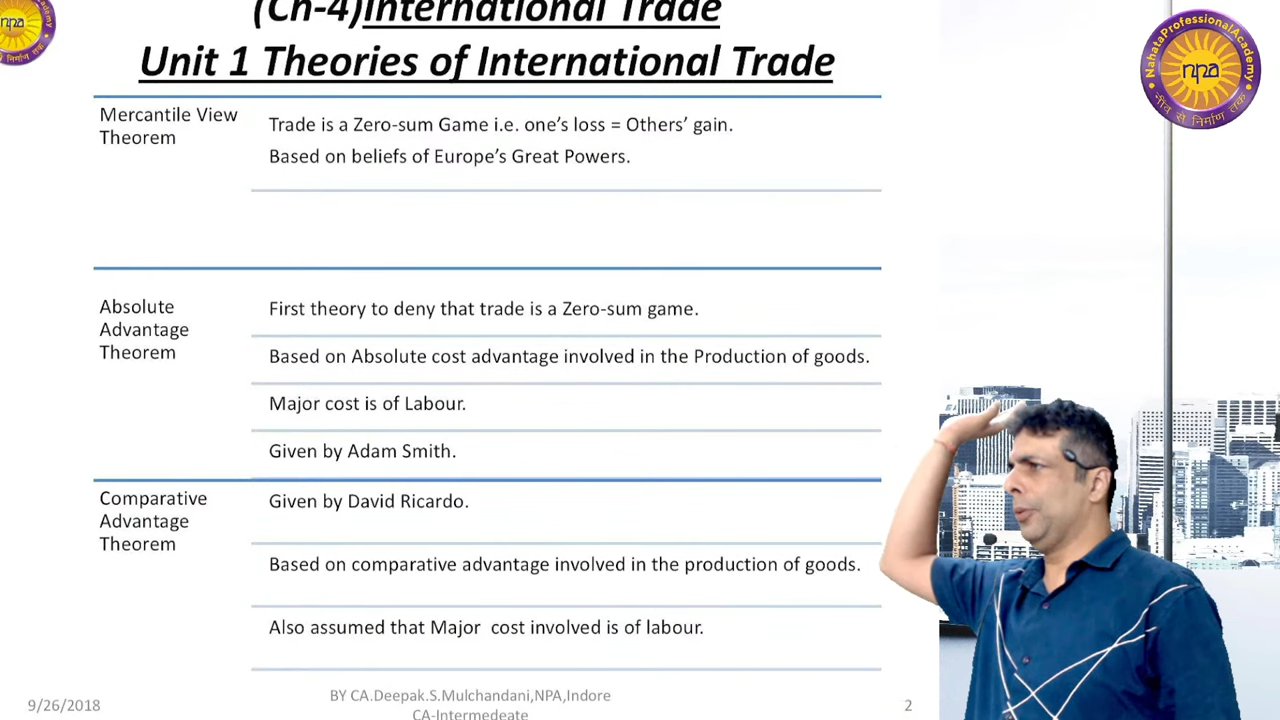 (Ch-4)International Trade
Unit 1 Theories of International Trade
npa
Academy
र्निर्माण तक
NahataProfessionalAcademy
npa
नींव से निर्माण तक
Mercantile View
Theorem
Trade is a Zero-sum Game i.e. one’s loss = Others’ gain.
Based on beliefs of Europe’s Great Powers.
Absolute
Advantage
Theorem
First theory to deny that trade is a Zero-sum game.
Based on Absolute cost advantage involved in the Production of goods.
Major cost is of Labour.
Given by Adam Smith.
Comparative
Advantage
Theorem
Given by David Ricardo.
Based on comparative advantage involved in the production of goods.
Also assumed that Major  cost involved is of labour.
9/26/2018
BY CA.Deepak.S.Mulchandani,NPA,Indore
CA-Intermedeate
2